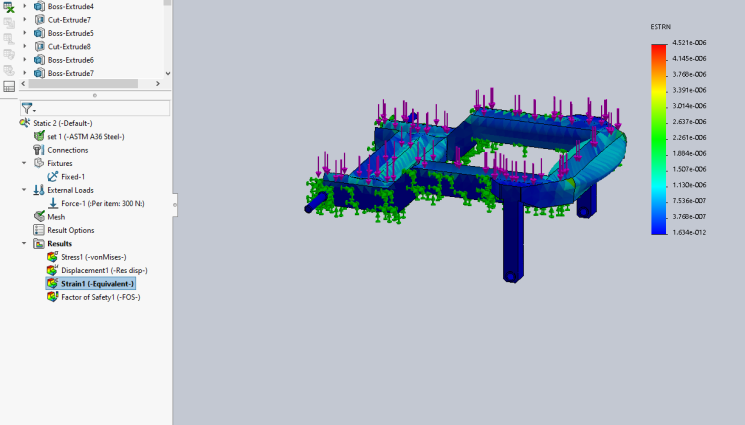 Boss-Extrude4
Cut-Extrude7
Boss-Extrude5
Cut-Extrude8
Boss-Extrude6
Boss-Extrude7
Static 2 (-Default-)
set 1 (-ASTM A36 Steel-)
Connections
Fixtures
Fixed-1
External Loads
Force-1 (:Per item: 300 N:)
Mesh
Result Options
Results
Stress1 (-vonMises-)
Displacement1 (-Res disp-)
Strain1 (-Equivalent-)
Factor of Safety1 (-FOS-)
ESTRN
4.521e-006
4.145e-006
3.768e-006
3.391e-006
3.014e-006
2.637e-006
2.261e-006
1.884e-006
1.507e-006
1.130e-006
7.536e-007
3.768e-007
1.634e-012